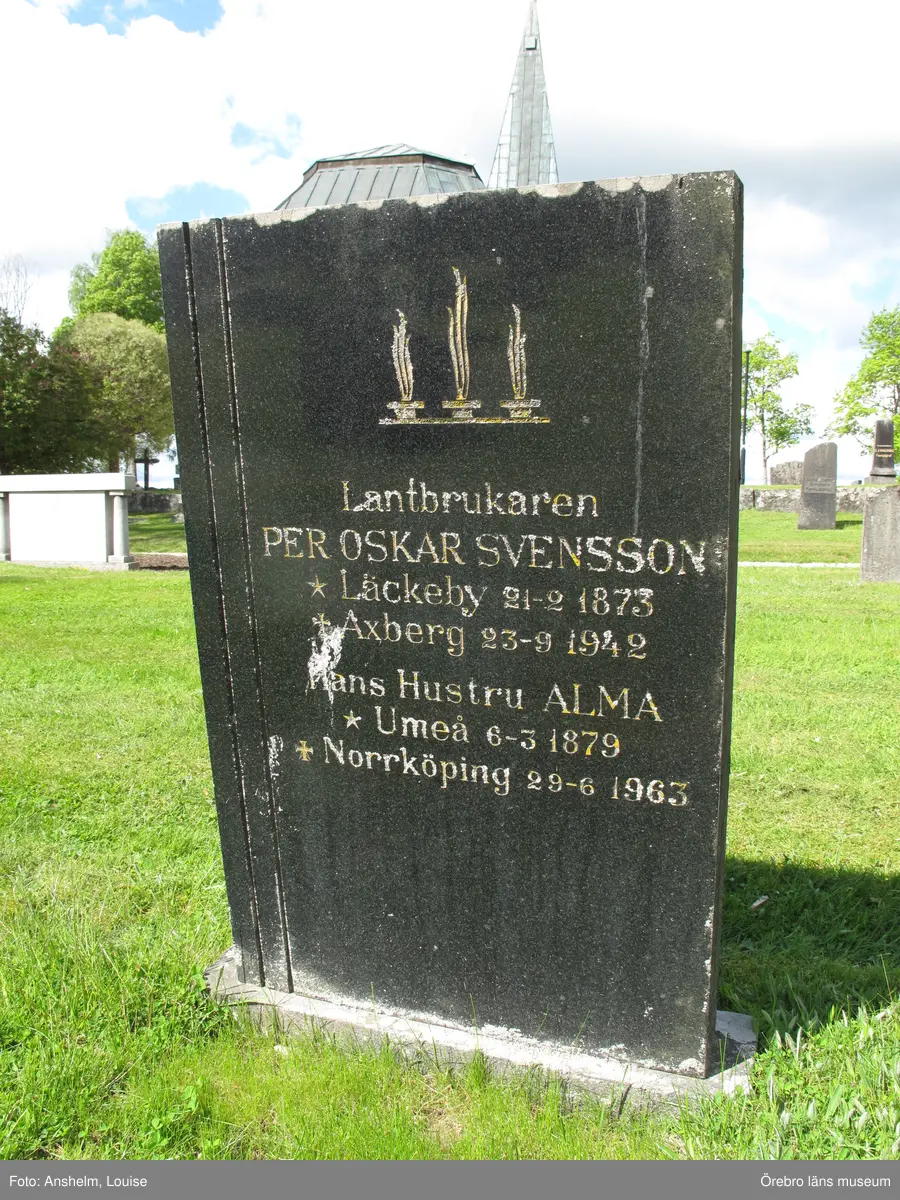 Lantbrukaren
PER OSKAR SVENSSON
Läckeby 21-2 1873
Axberg 23-9 1942
Hans Hustru ALMA
Umeå 6-3 1879
Norrköping 29-6 1963
Foto: Anshelm, Louise
Örebro läns museum